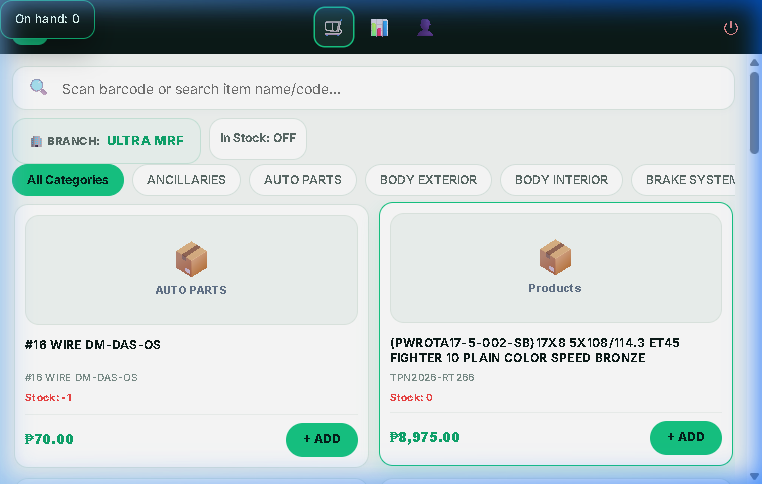 On hand: 0
Scan barcode or search item name/code...
BRANCH: ULTRA MRF
In Stock: OFF
All Categories
ANCILLARIES
AUTO PARTS
BODY EXTERIOR
BODY INTERIOR
BRAKE SYSTEM
AUTO PARTS
#16 WIRE DM-DAS-OS
#16 WIRE DM-DAS-OS
Stock: -1
₱70.00
+ ADD
Products
(PWROTA17-5-002-SB)17X8 5X108/114.3 ET45
FIGHTER 10 PLAIN COLOR SPEED BRONZE
TPN2026-RT266
Stock: 0
₱8,975.00
+ ADD